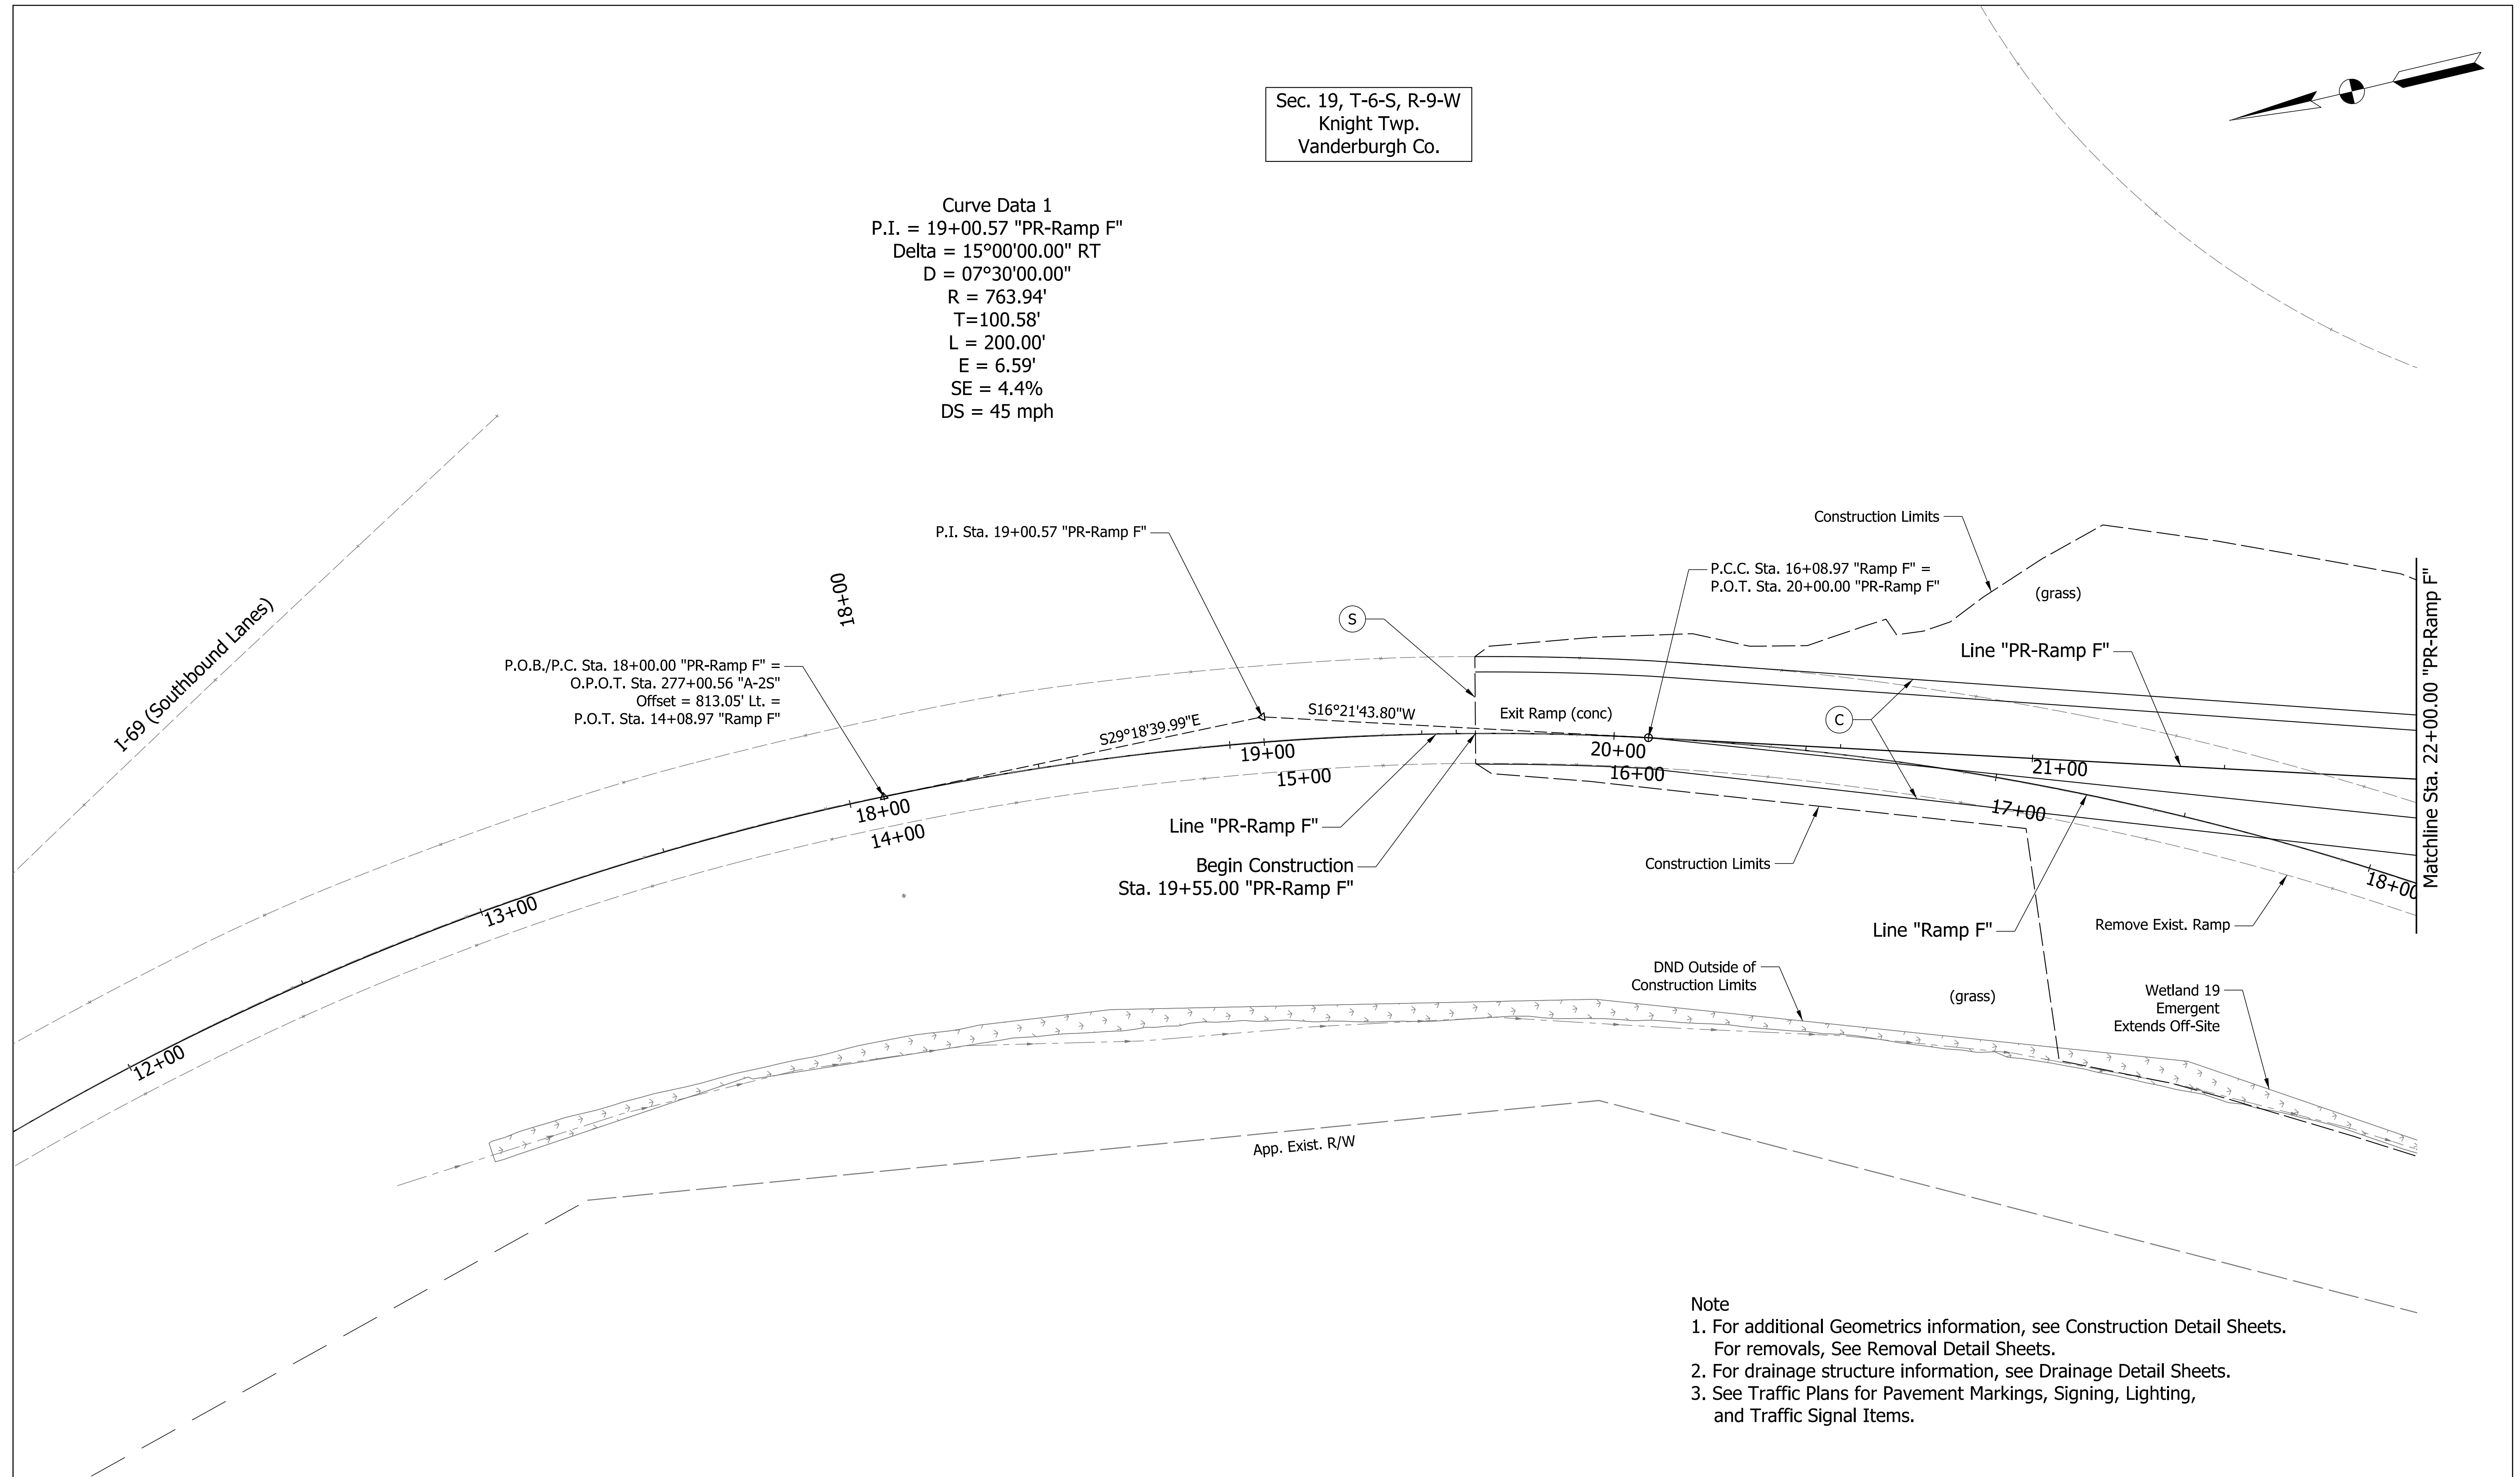 Sec. 19, T-6-S, R-9-W
Knight Twp.
Vanderburgh Co.
Curve Data 1
P.I. = 19+00.57 "PR-Ramp F"
Delta = 15°00'00.00" RT
D = 07°30'00.00"
R = 763.94'
T=100.58'
L = 200.00'
E = 6.59'
SE = 4.4%
DS = 45 mph
I-69 (Southbound Lanes)
18+00
P.I. Sta. 19+00.57 "PR-Ramp F"
P.O.B./P.C. Sta. 18+00.00 "PR-Ramp F" =
O.P.O.T. Sta. 277+00.56 "A-2S"
Offset = 813.05' Lt. =
P.O.T. Sta. 14+08.97 "Ramp F"
S29°18'39.99"E
S16°21'43.80"W
S
Exit Ramp (conc)
P.C.C. Sta. 16+08.97 "Ramp F" =
P.O.T. Sta. 20+00.00 "PR-Ramp F"
Construction Limits
(grass)
Line "PR-Ramp F"
C
Matchline Sta. 22+00.00 "PR-Ramp F"
12+00
13+00
18+00
14+00
19+00
15+00
20+00
16+00
21+00
17+00
18+00
Line "PR-Ramp F"
Begin Construction
Sta. 19+55.00 "PR-Ramp F"
Construction Limits
Line "Ramp F"
Remove Exist. Ramp
DND Outside of
Construction Limits
(grass)
Wetland 19
Emergent
Extends Off-Site
App. Exist. R/W
Note
1. For additional Geometrics information, see Construction Detail Sheets.
For removals, See Removal Detail Sheets.
2. For drainage structure information, see Drainage Detail Sheets.
3. See Traffic Plans for Pavement Markings, Signing, Lighting,
and Traffic Signal Items.